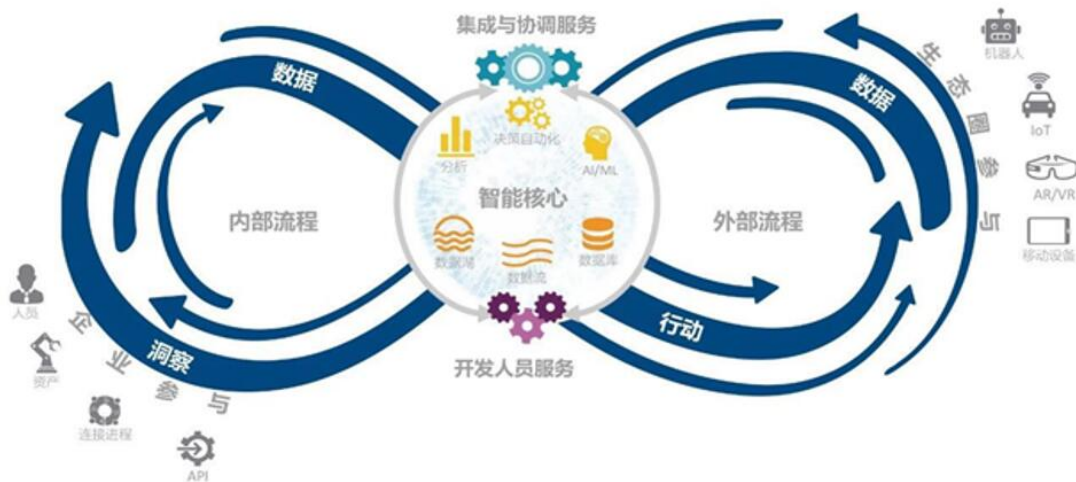 集成与协调服务
数据
决策自动化
分析
AI/ML
智能核心
数据湖
数据流
数据库
开发人员服务
内部流程
洞察
企业参与
人员
资产
连接进程
API
外部流程
数据
行动
生态圈参与
机器人
IoT
AR/VR
移动设备